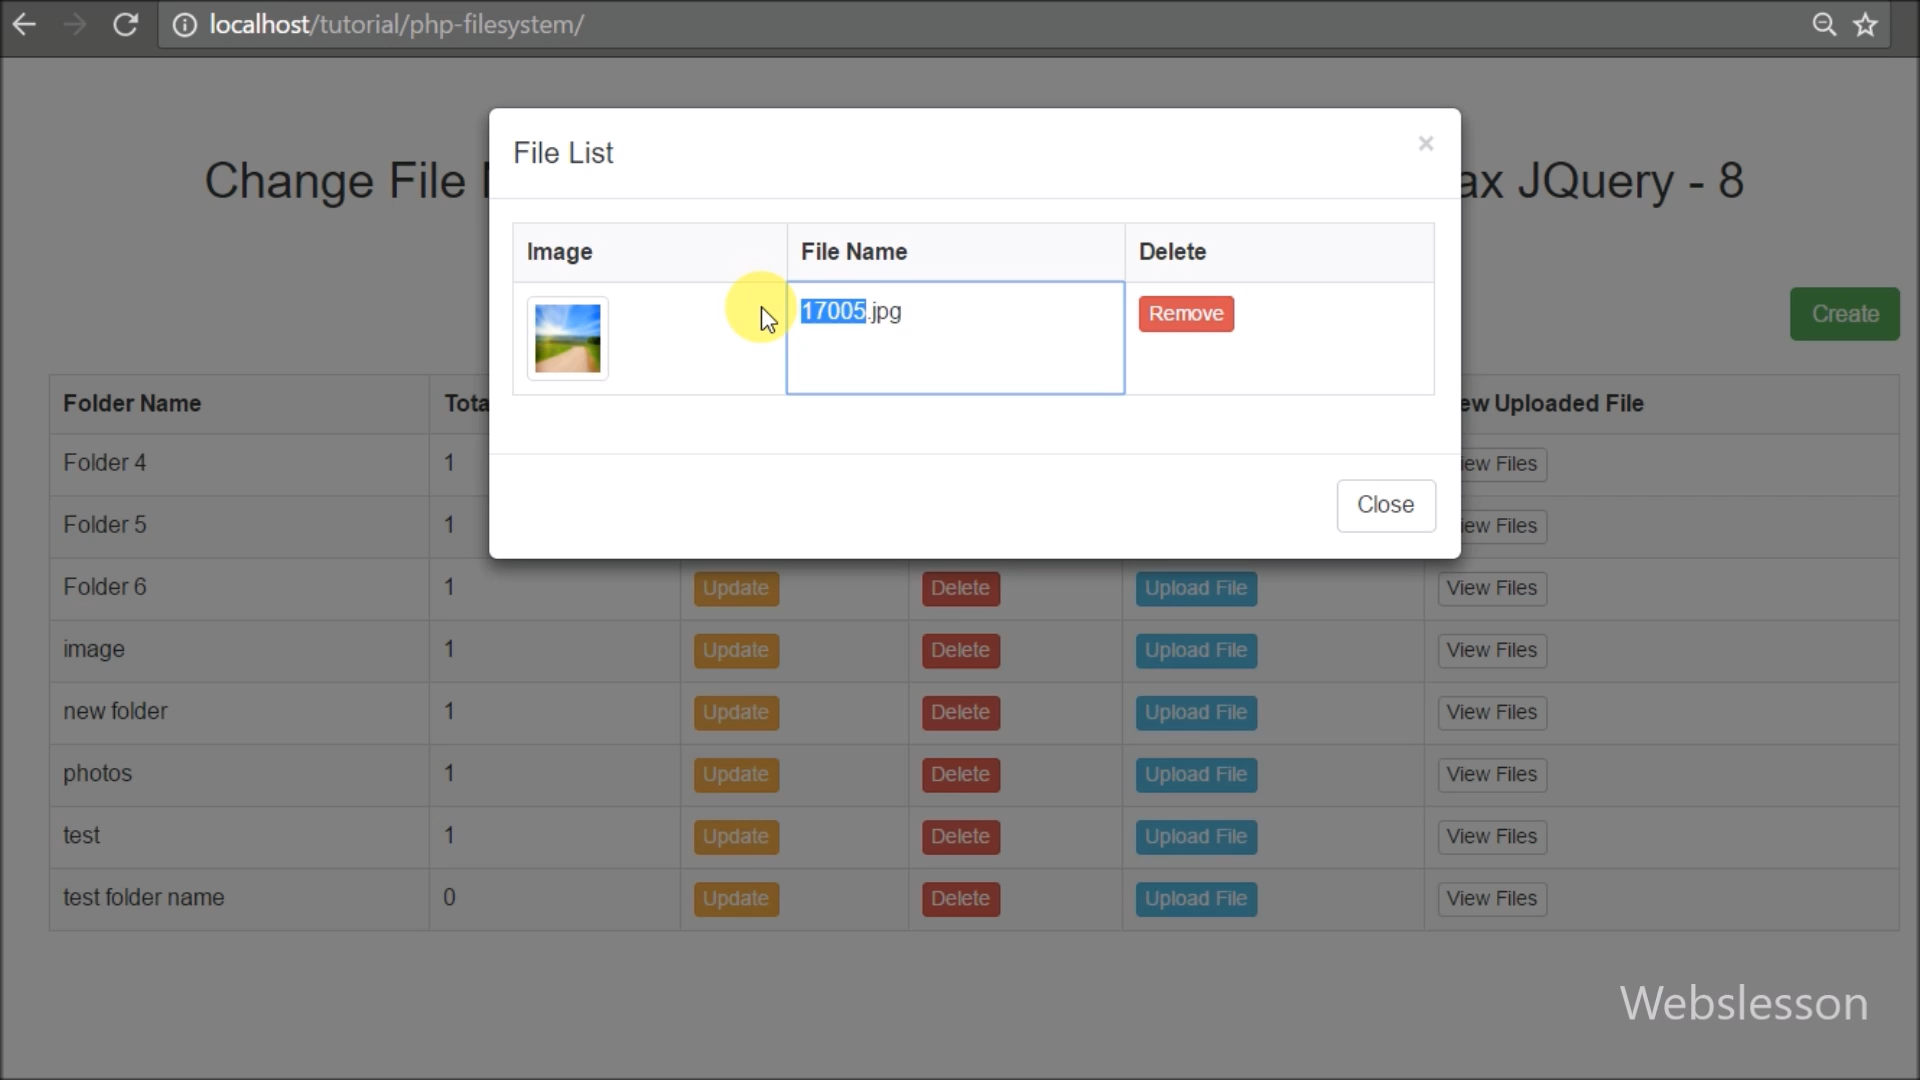 localhost/tutorial/php-filesystem/
File List
×
Change File
ax JQuery - 8
Image File Name Delete
17005.jpg Remove
Create
Folder Name
ew Uploaded File
Folder 4 1 iew Files
Close
Folder 5 1 iew Files
Folder 6 1 Update Delete Upload File View Files
image 1 Update Delete Upload File View Files
new folder 1 Update Delete Upload File View Files
photos 1 Update Delete Upload File View Files
test 1 Update Delete Upload File View Files
test folder name 0 Update Delete Upload File View Files
Webslesson